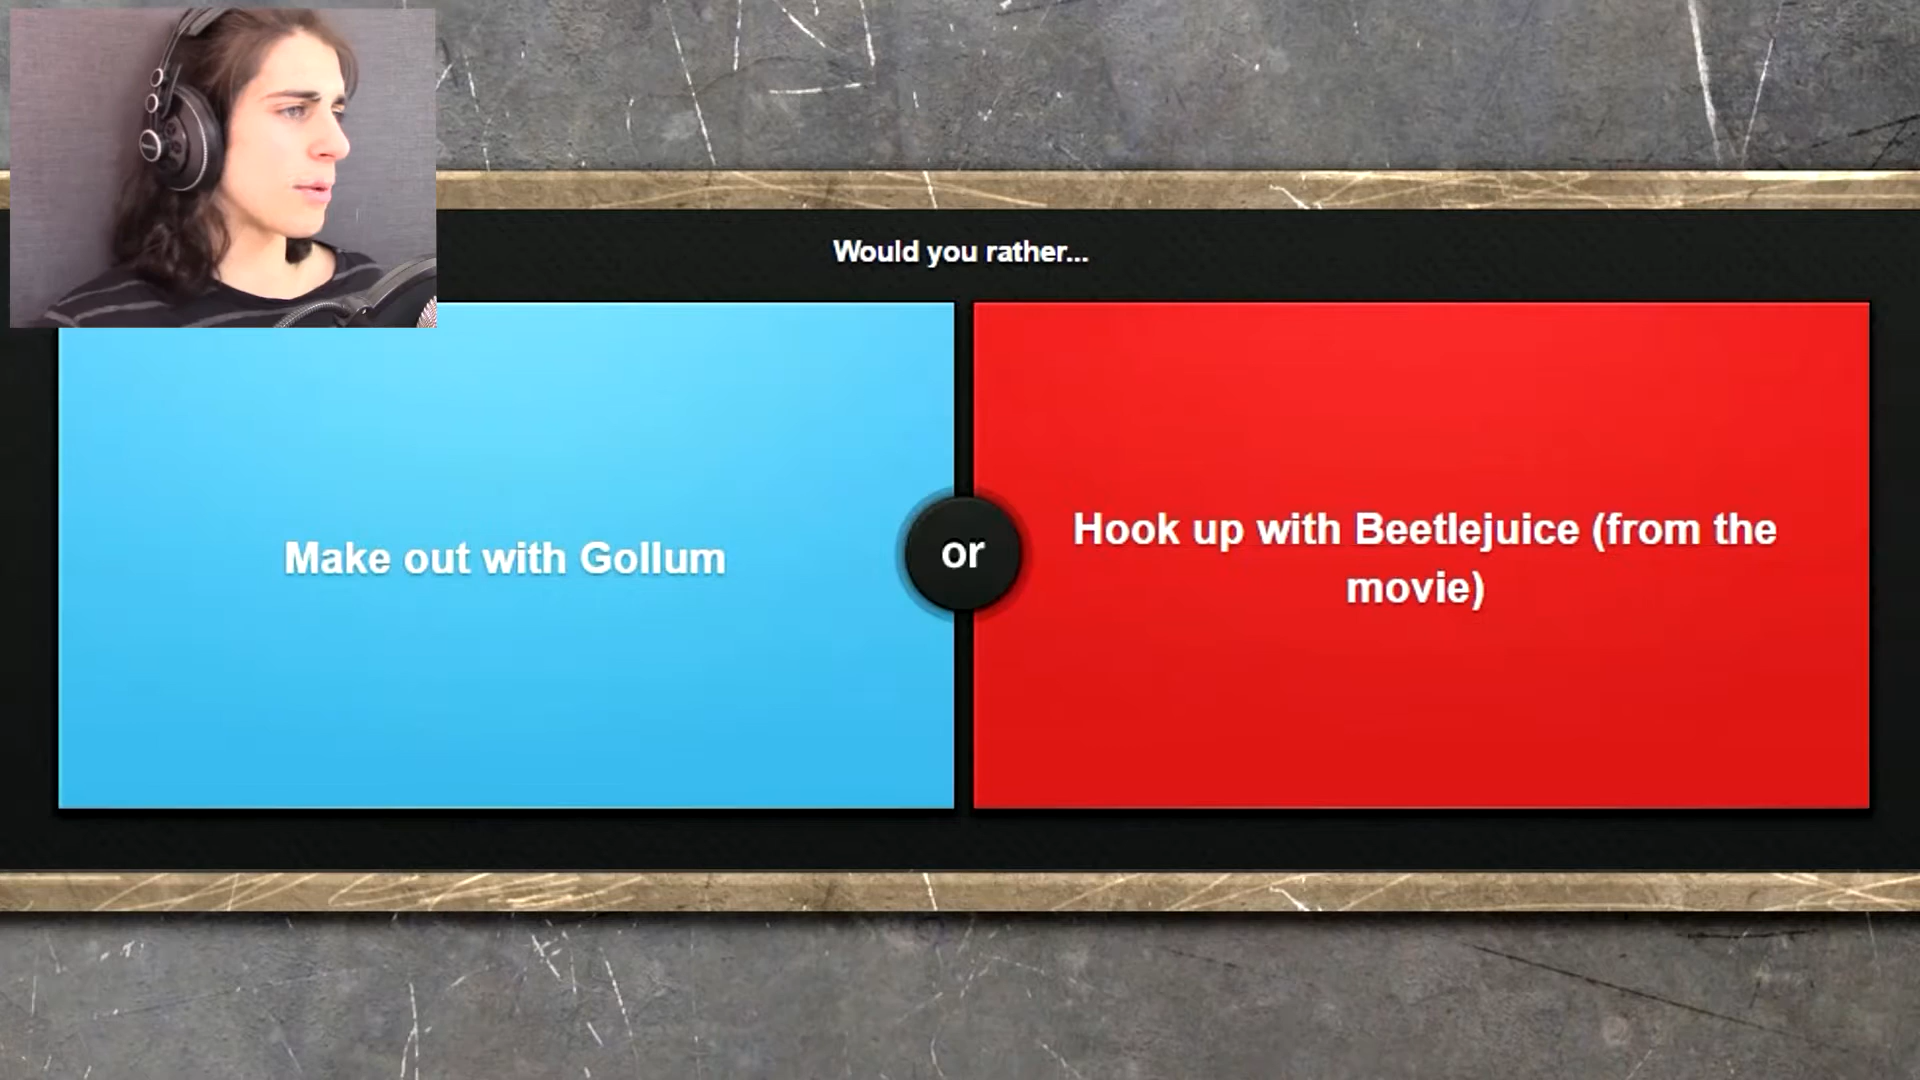 Would you rather...
Make out with Gollum
or
Hook up with Beetlejuice (from the
movie)